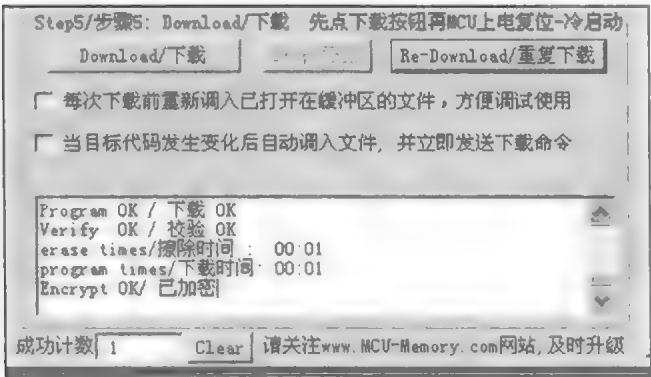 Step5/步骤5: Download/下载 先点下载按钮再MCU上电复位-冷启动
Download/下载 Re-Download/重复下载
每次下载前重新调入已打开在缓冲区的文件，方便调试使用
当目标代码发生变化后自动调入文件，并立即发送下载命令
Program OK / 下载 OK
Verify OK / 校验 OK
erase times/擦除时间 : 00:01
program times/下载时间: 00:01
Encrypt OK/ 已加密
成功计数 1 Clear 请关注www.MCU-Memory.com网站,及时升级